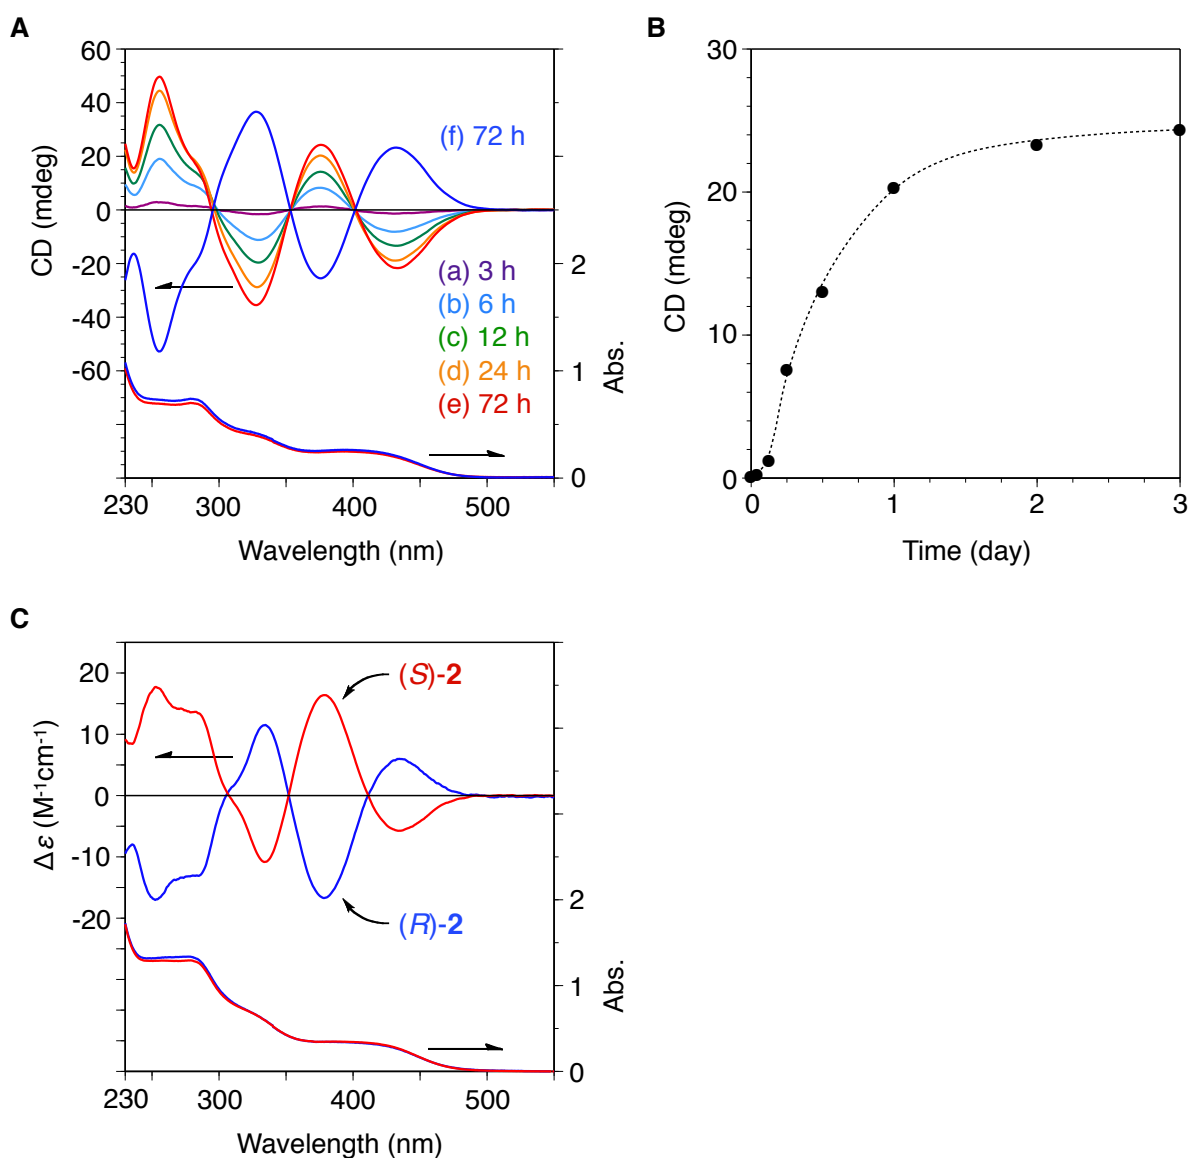 A
60
40
20
0
-20
-40
-60
CD (mdeg)
(f) 72 h
(a) 3 h
(b) 6 h
(c) 12 h
(d) 24 h
(e) 72 h
2
1
0
Abs.
230 300 400 500
Wavelength (nm)
B
30
20
10
0
CD (mdeg)
0 1 2 3
Time (day)
C
20
10
0
-10
-20
Δε (M⁻¹cm⁻¹)
(S)-2
(R)-2
2
1
0
Abs.
230 300 400 500
Wavelength (nm)